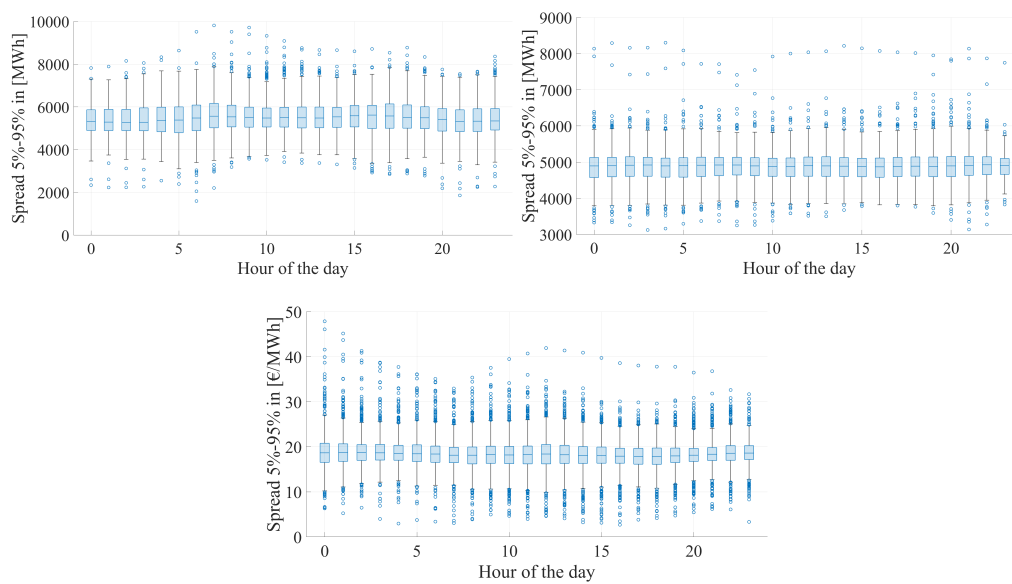 10000
8000
6000
4000
2000
0
Spread 5%-95% in [MWh]
0 5 10 15 20
Hour of the day
9000
8000
7000
6000
5000
4000
3000
Spread 5%-95% in [MWh]
0 5 10 15 20
Hour of the day
50
40
30
20
10
0
Spread 5%-95% in [€/MWh]
0 5 10 15 20
Hour of the day